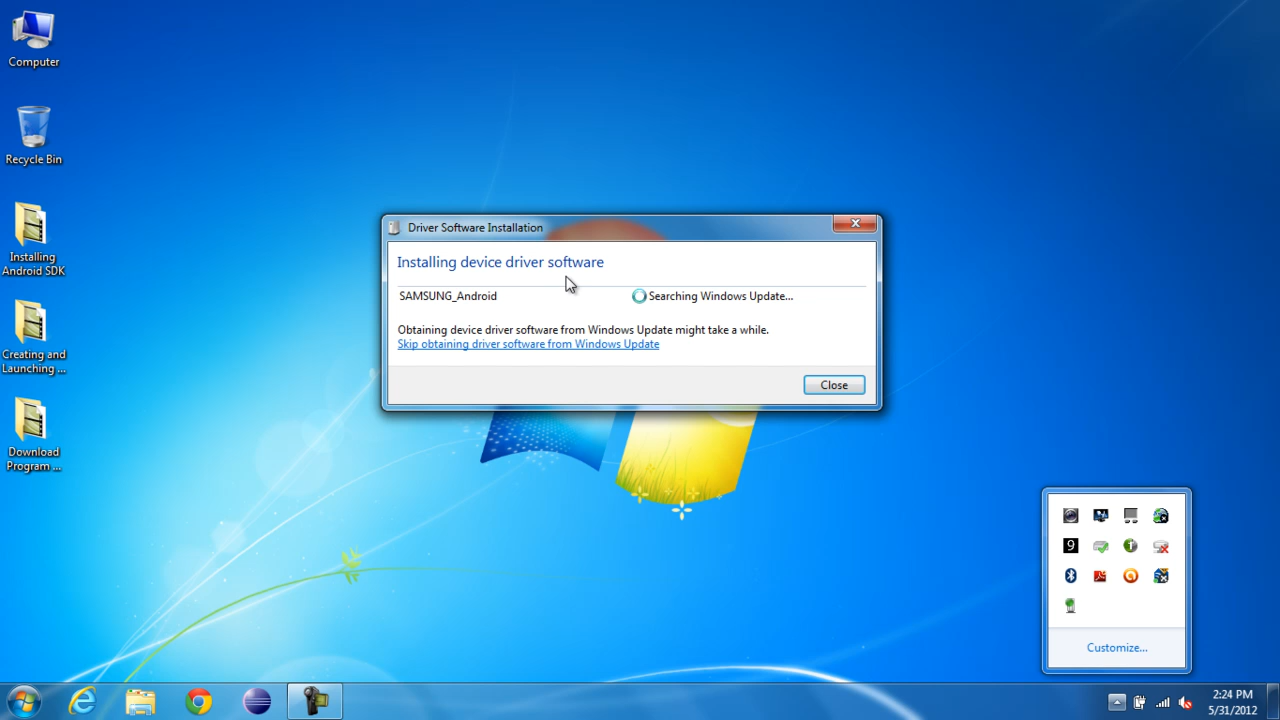 Computer
Recycle Bin
Installing
Android SDK
Creating and
Launching ...
Download
Program ...
Driver Software Installation
Installing device driver software
SAMSUNG_Android
Searching Windows Update...
Obtaining device driver software from Windows Update might take a while.
Skip obtaining driver software from Windows Update
Close
9
Customize...
2:24 PM
5/31/2012